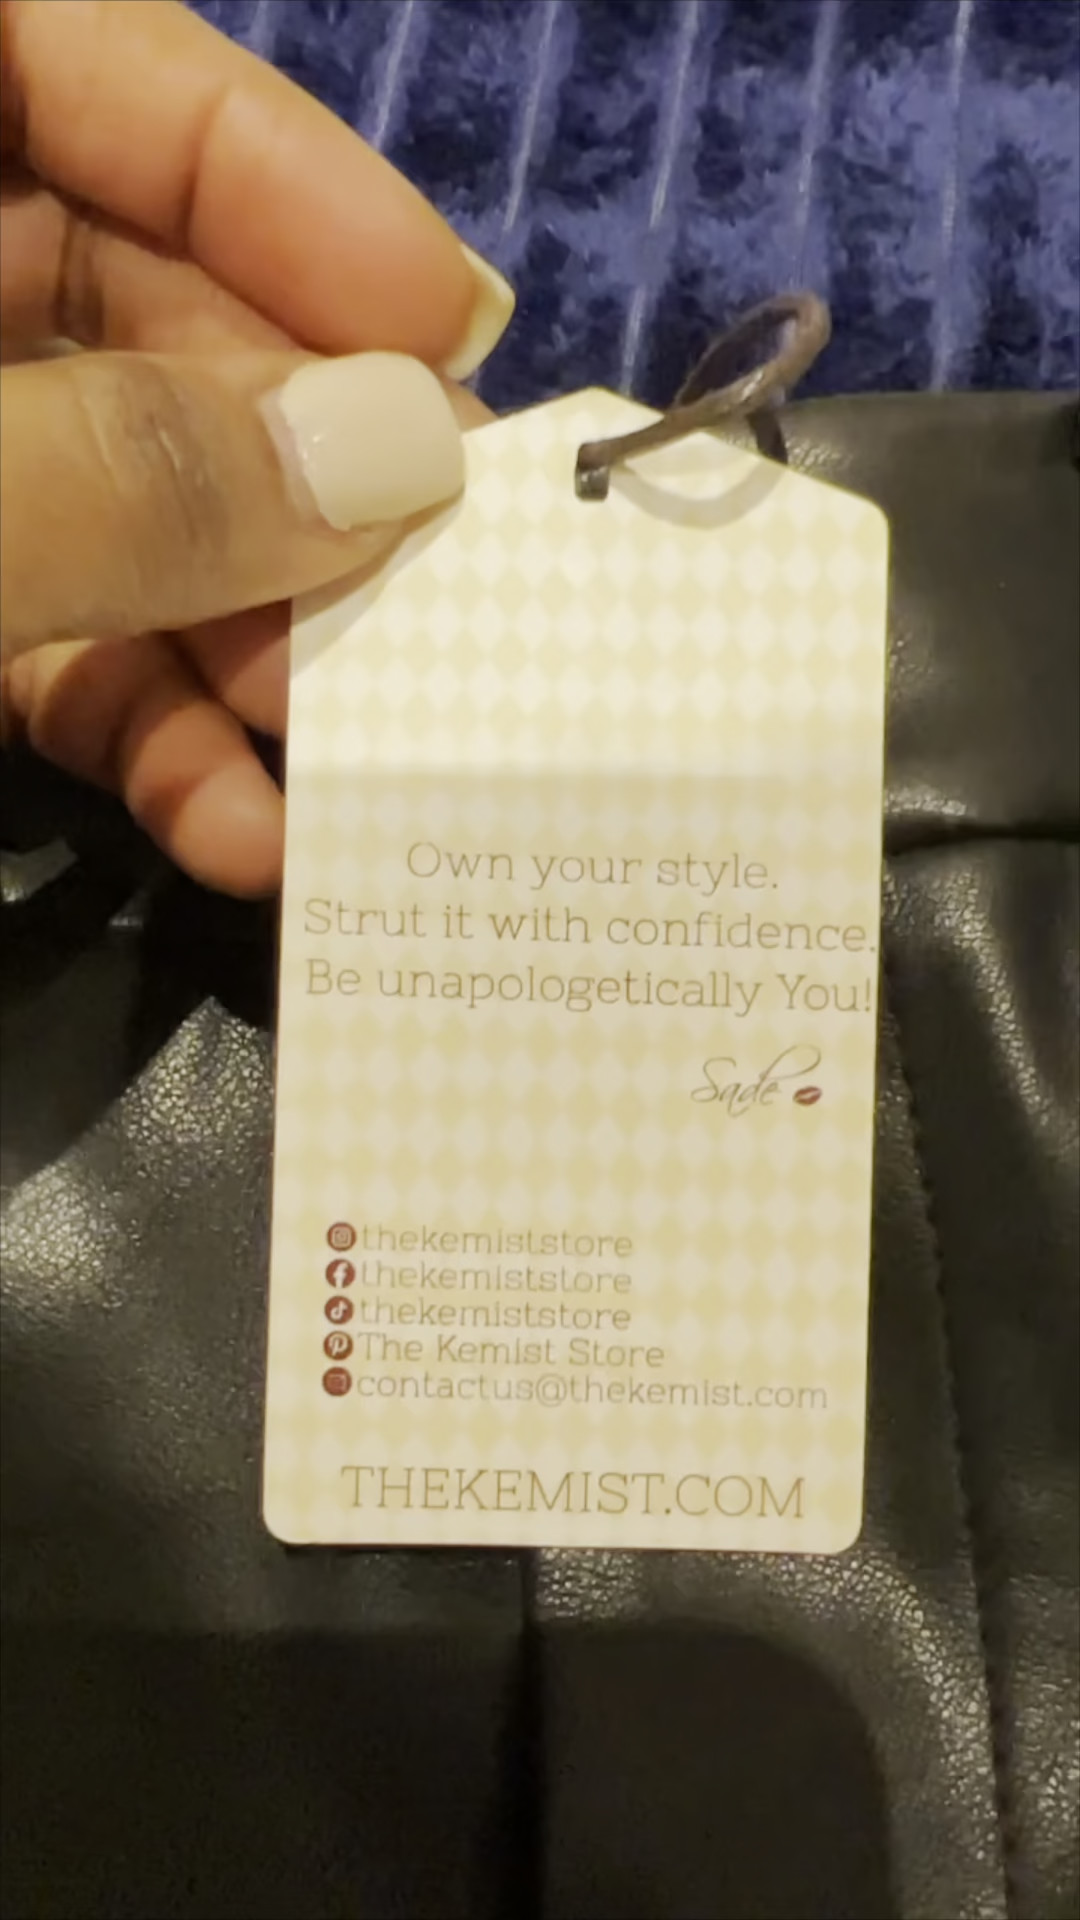 Own your style.
Strut it with confidence.
Be unapologetically You!
Sade
thekemiststore
thekemiststore
thekemiststore
The Kemist Store
contactus@thekemist.com
THEKEMIST.COM